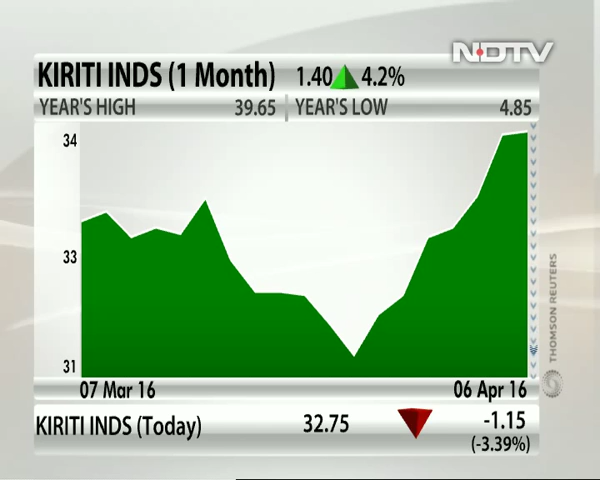 NDTV
KIRITI INDS (1 Month) 1.40 4.2%
YEAR'S HIGH 39.65 YEAR'S LOW 4.85
34
33
31
07 Mar 16 06 Apr 16
THOMSON REUTERS
KIRITI INDS (Today) 32.75 -1.15
(-3.39%)